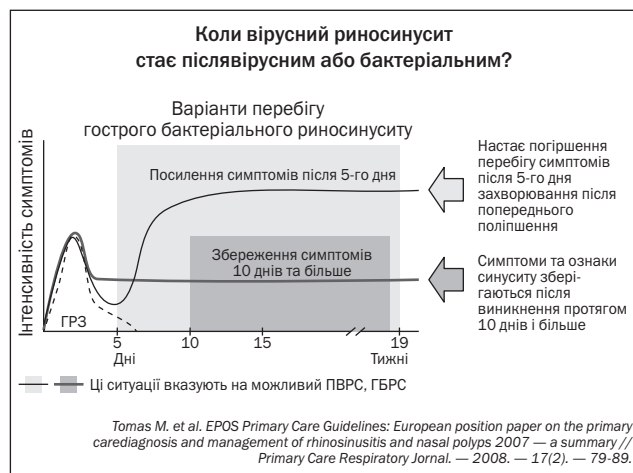 Коли вірусний риносинусит
стає післявірусним або бактеріальним?
Варіанти перебігу
гострого бактеріального риносинуситу
Інтенсивність симптомів
Посилення симптомів після 5-го дня
Збереження симптомів
10 днів та більше
ГРЗ
5
10
15
19
Дні
Тижні
Настає погіршення
перебігу симптомів
після 5-го дня
захворювання після
попереднього
поліпшення
Симптоми та ознаки
синуситу збері-
гаються після
виникнення протягом
10 днів і більше
Ці ситуації вказують на можливий ПВРС, ГБРС
Tomas M. et al. EPOS Primary Care Guidelines: European position paper on the primary
carediagnosis and management of rhinosinusitis and nasal polyps 2007 — a summary //
Primary Care Respiratory Jornal. — 2008. — 17(2). — 79-89.